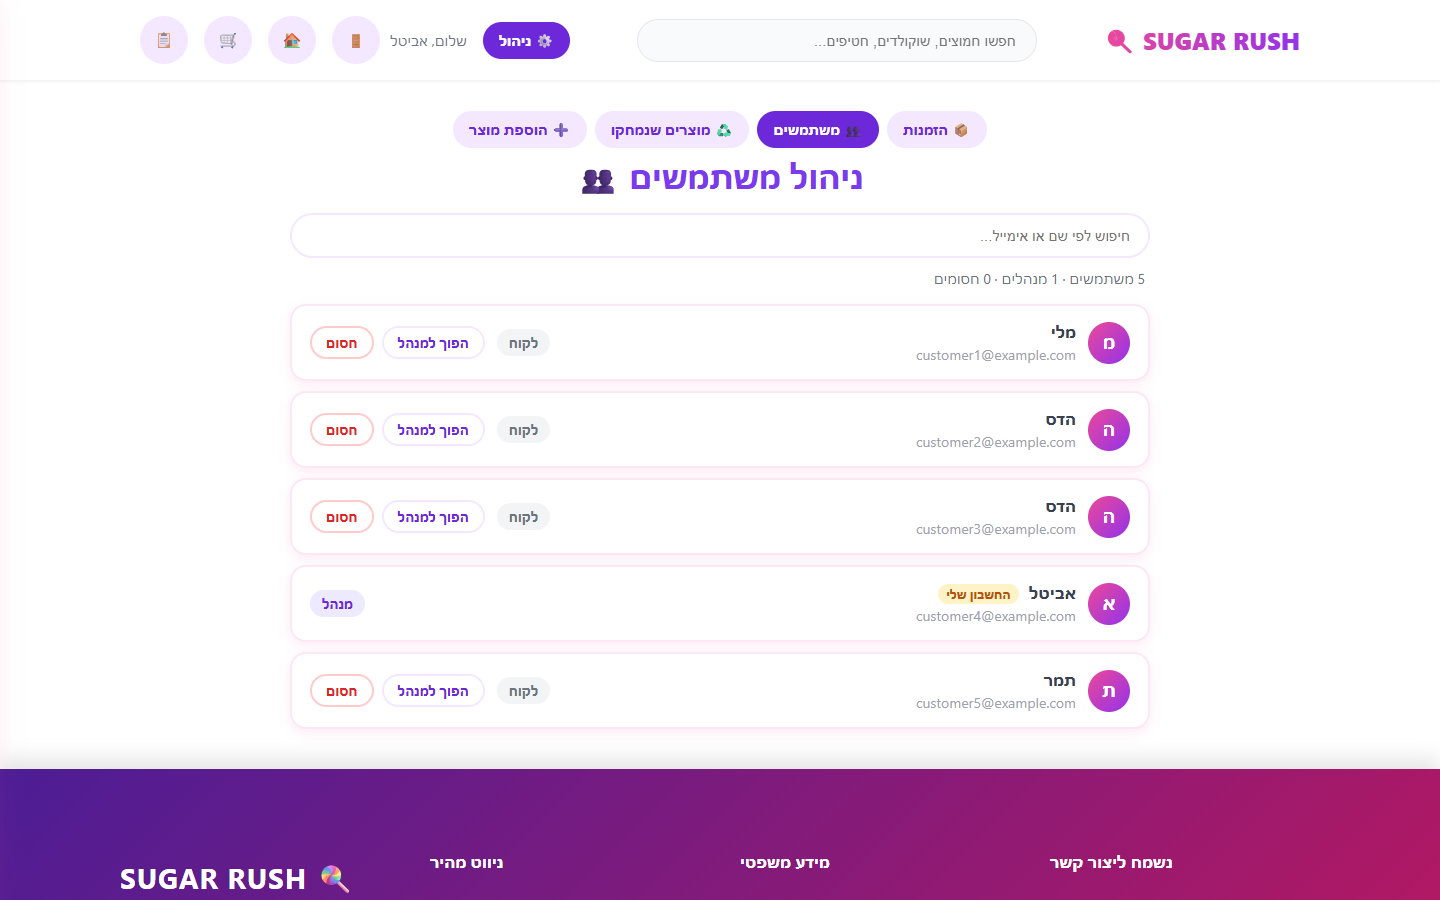 SUGAR RUSH
חפשו חמוצים, שוקולדים, חטיפים...
ניהול
שלום, אביטל
הזמנות
משתמשים
מוצרים שנמחקו
הוספת מוצר
ניהול משתמשים
חיפוש לפי שם או אימייל...
5 משתמשים · 1 מנהלים · 0 חסומים
מ
מלי
customer1@example.com
לקוח
הפוך למנהל
חסום
ה
הדס
customer2@example.com
לקוח
הפוך למנהל
חסום
ה
הדס
customer3@example.com
לקוח
הפוך למנהל
חסום
א
אביטל
החשבון שלי
customer4@example.com
מנהל
ת
תמר
customer5@example.com
לקוח
הפוך למנהל
חסום
נשמח ליצור קשר
מידע משפטי
ניווט מהיר
SUGAR RUSH